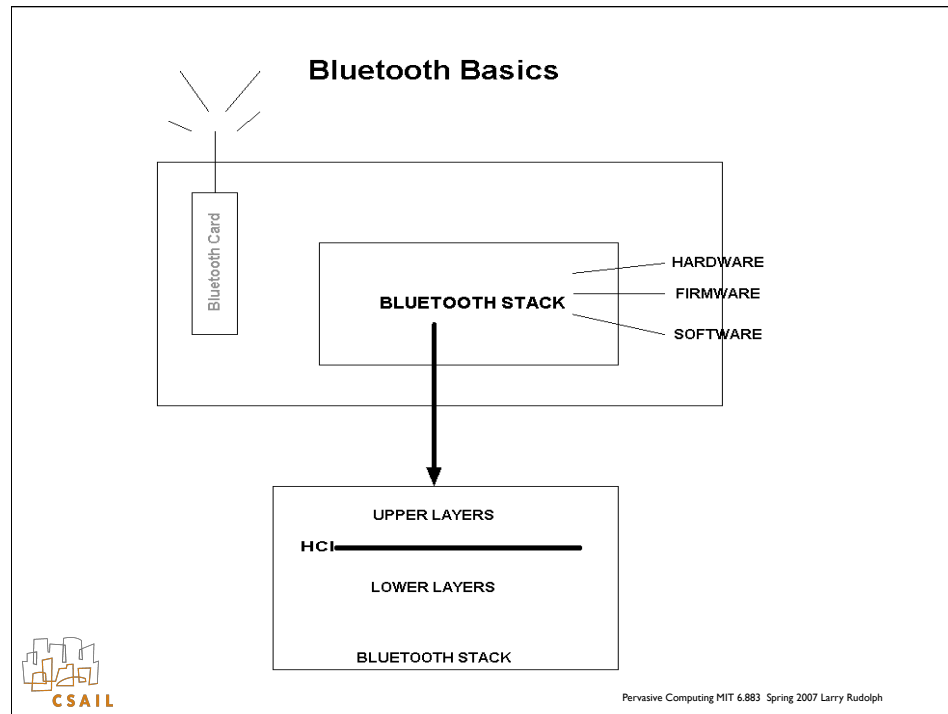 Bluetooth Basics
Bluetooth Card
HARDWARE
FIRMWARE
BLUETOOTH STACK
SOFTWARE
UPPER LAYERS
HCI
LOWER LAYERS
BLUETOOTH STACK
CSAIL
Pervasive Computing MIT 6.883 Spring 2007 Larry Rudolph